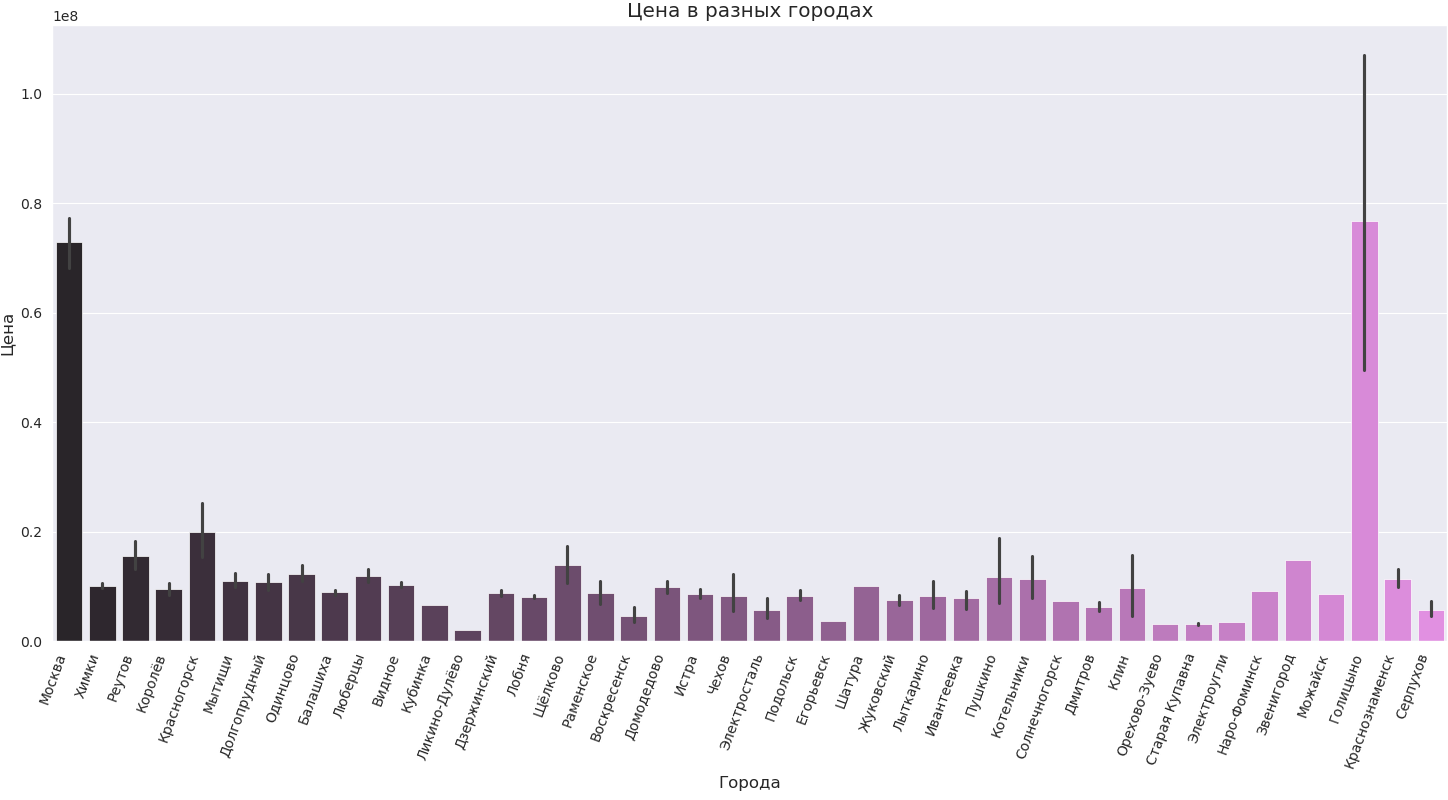 Цена в разных городах
1e8
1.0
0.8
0.6
0.4
0.2
0.0
Цена
Москва
Химки
Реутов
Королёв
Красногорск
Мытищи
Долгопрудный
Одинцово
Балашиха
Люберцы
Видное
Кубинка
Ликино-Дулёво
Дзержинский
Лобня
Щёлково
Раменское
Воскресенск
Домодедово
Истра
Чехов
Электросталь
Подольск
Егорьевск
Шатура
Жуковский
Лыткарино
Ивантеевка
Пушкино
Котельники
Солнечногорск
Дмитров
Клин
Орехово-Зуево
Старая Купавна
Электроугли
Наро-Фоминск
Звенигород
Можайск
Голицыно
Краснознаменск
Серпухов
Города